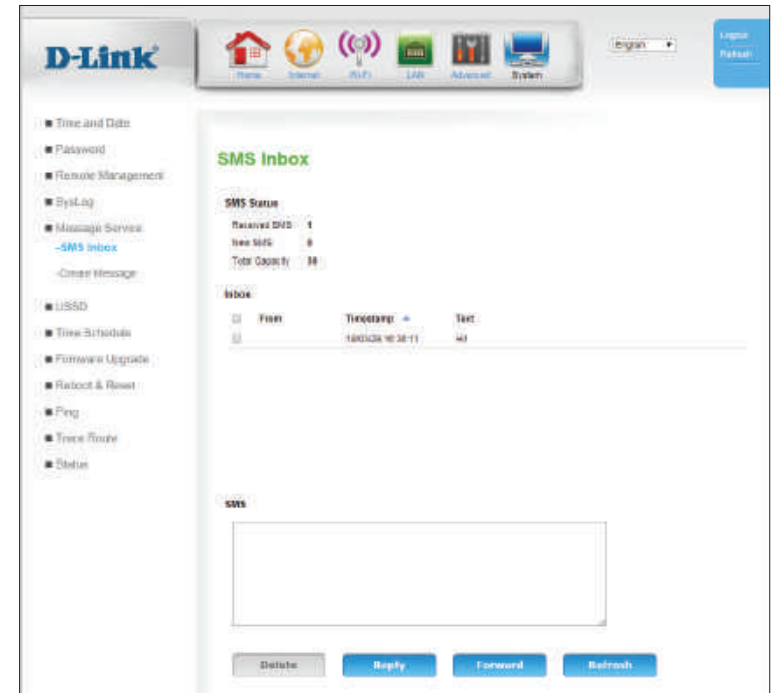 D-Link
Home Internet Wi-Fi LAN Advanced System
English
Logout
Refresh
Time and Date
Password
Remote Management
SysLog
Message Service
-SMS Inbox
-Create Message
USSD
Time Schedule
Firmware Upgrade
Reboot & Reset
Ping
Trace Route
Status
SMS Inbox
SMS Status
Received SMS 1
New SMS 0
Total Capacity 30
Inbox
From Timestamp Text
SMS
Delete Reply Forward Refresh